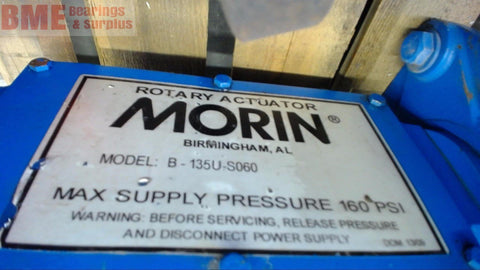 BME Bearings
& Surplus
ROTARY ACTUATOR
MORIN®
BIRMINGHAM, AL
MODEL: B - 135U-S060
MAX SUPPLY PRESSURE 160 PSI
WARNING: BEFORE SERVICING, RELEASE PRESSURE
AND DISCONNECT POWER SUPPLY